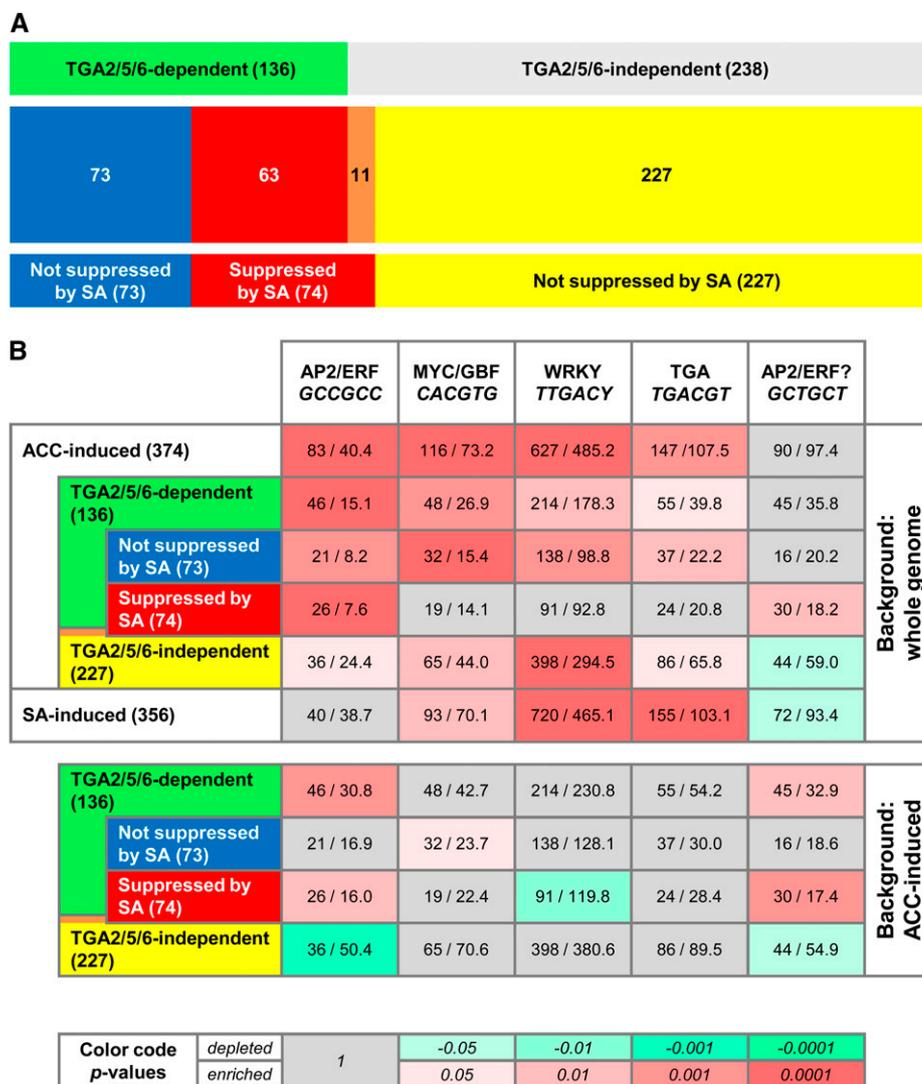 A
TGA2/5/6-dependent (136) TGA2/5/6-independent (238)
73 63 11 227
Not suppressed by SA (73) Suppressed by SA (74) Not suppressed by SA (227)
B
AP2/ERF GCCGCC MYC/GBF CACGTG WRKY TTGACY TGA TGACGT AP2/ERF? GCTGCT
ACC-induced (374) 83 / 40.4 116 / 73.2 627 / 485.2 147 /107.5 90 / 97.4
TGA2/5/6-dependent (136) 46 / 15.1 48 / 26.9 214 / 178.3 55 / 39.8 45 / 35.8
Not suppressed by SA (73) 21 / 8.2 32 / 15.4 138 / 98.8 37 / 22.2 16 / 20.2
Suppressed by SA (74) 26 / 7.6 19 / 14.1 91 / 92.8 24 / 20.8 30 / 18.2
TGA2/5/6-independent (227) 36 / 24.4 65 / 44.0 398 / 294.5 86 / 65.8 44 / 59.0
SA-induced (356) 40 / 38.7 93 / 70.1 720 / 465.1 155 / 103.1 72 / 93.4
Background: whole genome
TGA2/5/6-dependent (136) 46 / 30.8 48 / 42.7 214 / 230.8 55 / 54.2 45 / 32.9
Not suppressed by SA (73) 21 / 16.9 32 / 23.7 138 / 128.1 37 / 30.0 16 / 18.6
Suppressed by SA (74) 26 / 16.0 19 / 22.4 91 / 119.8 24 / 28.4 30 / 17.4
TGA2/5/6-independent (227) 36 / 50.4 65 / 70.6 398 / 380.6 86 / 89.5 44 / 54.9
Background: ACC-induced
Color code p-values depleted 1 -0.05 -0.01 -0.001 -0.0001
enriched 0.05 0.01 0.001 0.0001